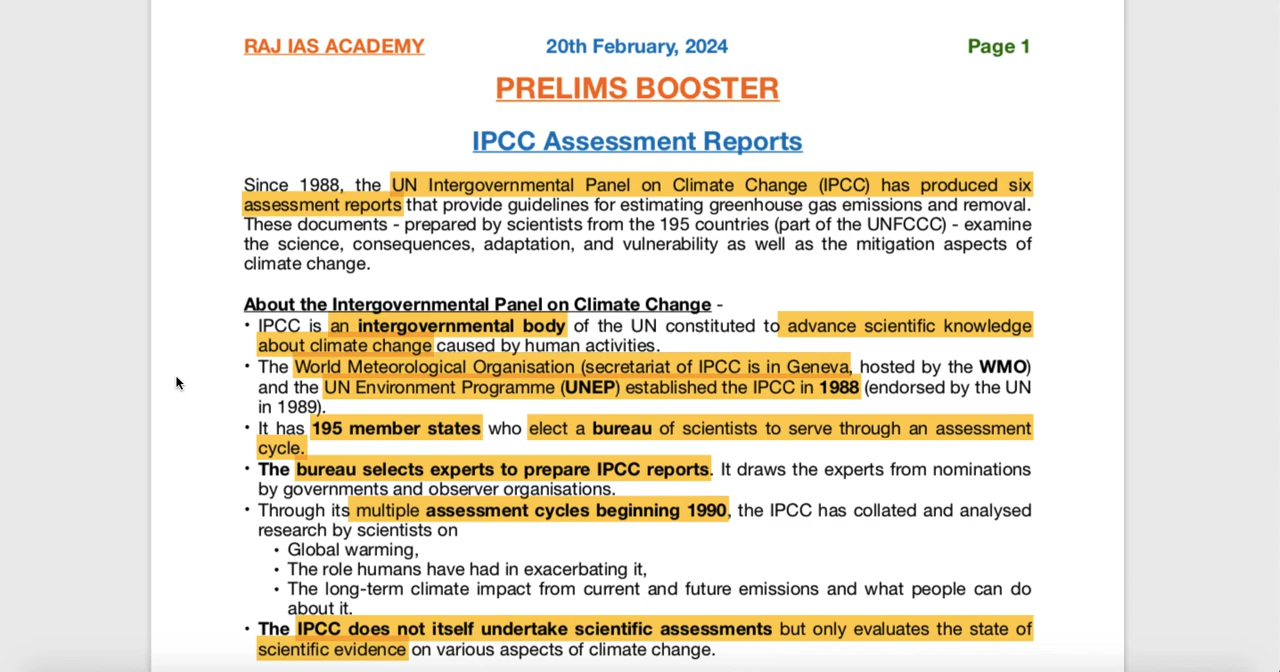 RAJ IAS ACADEMY 20th February, 2024 Page 1
PRELIMS BOOSTER
IPCC Assessment Reports
Since 1988, the UN Intergovernmental Panel on Climate Change (IPCC) has produced six
assessment reports that provide guidelines for estimating greenhouse gas emissions and removal.
These documents - prepared by scientists from the 195 countries (part of the UNFCCC) - examine
the science, consequences, adaptation, and vulnerability as well as the mitigation aspects of
climate change.
About the Intergovernmental Panel on Climate Change -
• IPCC is an intergovernmental body of the UN constituted to advance scientific knowledge
about climate change caused by human activities.
• The World Meteorological Organisation (secretariat of IPCC is in Geneva, hosted by the WMO)
and the UN Environment Programme (UNEP) established the IPCC in 1988 (endorsed by the UN
in 1989).
• It has 195 member states who elect a bureau of scientists to serve through an assessment
cycle.
• The bureau selects experts to prepare IPCC reports. It draws the experts from nominations
by governments and observer organisations.
• Through its multiple assessment cycles beginning 1990, the IPCC has collated and analysed
research by scientists on
• Global warming,
• The role humans have had in exacerbating it,
• The long-term climate impact from current and future emissions and what people can do
about it.
• The IPCC does not itself undertake scientific assessments but only evaluates the state of
scientific evidence on various aspects of climate change.